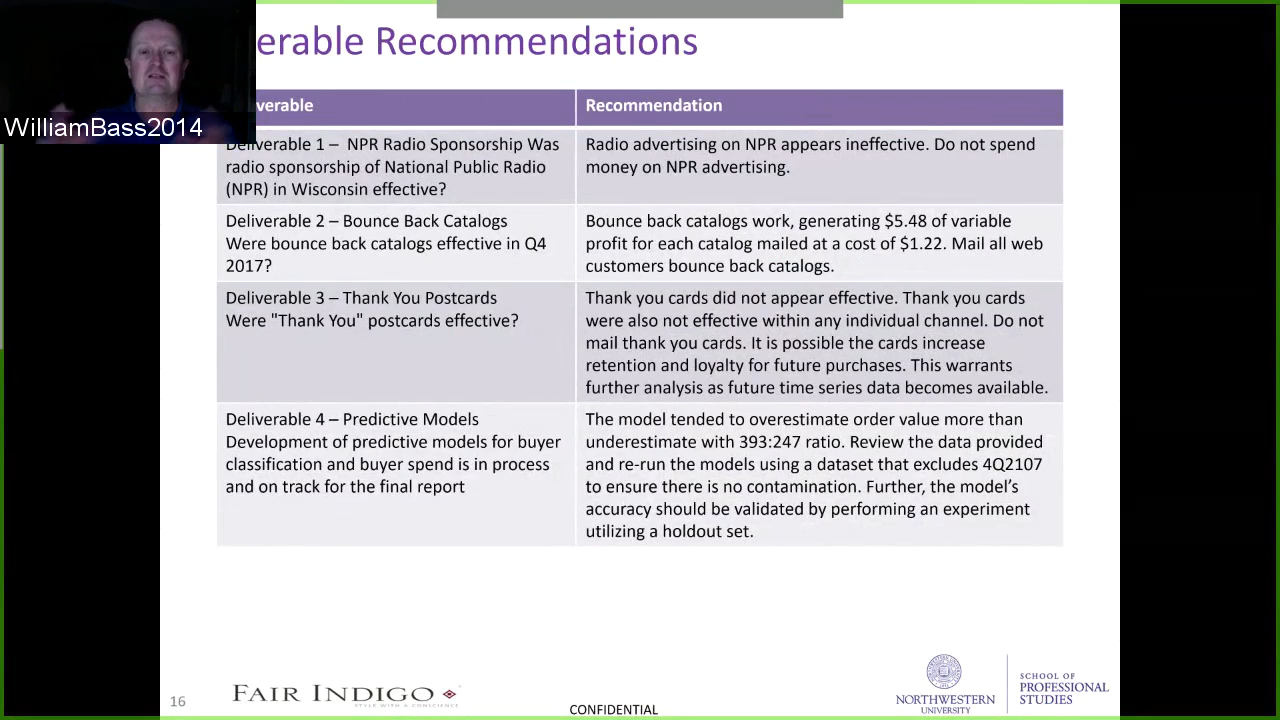 erable Recommendations
WilliamBass2014
verable
Recommendation
Deliverable 1 – NPR Radio Sponsorship Was
radio sponsorship of National Public Radio
(NPR) in Wisconsin effective?
Radio advertising on NPR appears ineffective. Do not spend
money on NPR advertising.
Deliverable 2 – Bounce Back Catalogs
Were bounce back catalogs effective in Q4
2017?
Bounce back catalogs work, generating $5.48 of variable
profit for each catalog mailed at a cost of $1.22. Mail all web
customers bounce back catalogs.
Deliverable 3 – Thank You Postcards
Were "Thank You" postcards effective?
Thank you cards did not appear effective. Thank you cards
were also not effective within any individual channel. Do not
mail thank you cards. It is possible the cards increase
retention and loyalty for future purchases. This warrants
further analysis as future time series data becomes available.
Deliverable 4 – Predictive Models
Development of predictive models for buyer
classification and buyer spend is in process
and on track for the final report
The model tended to overestimate order value more than
underestimate with 393:247 ratio. Review the data provided
and re-run the models using a dataset that excludes 4Q2107
to ensure there is no contamination. Further, the model’s
accuracy should be validated by performing an experiment
utilizing a holdout set.
16
FAIR INDIGO
STYLE WITH A CONSCIENCE
CONFIDENTIAL
NORTHWESTERN
UNIVERSITY
SCHOOL OF
PROFESSIONAL
STUDIES